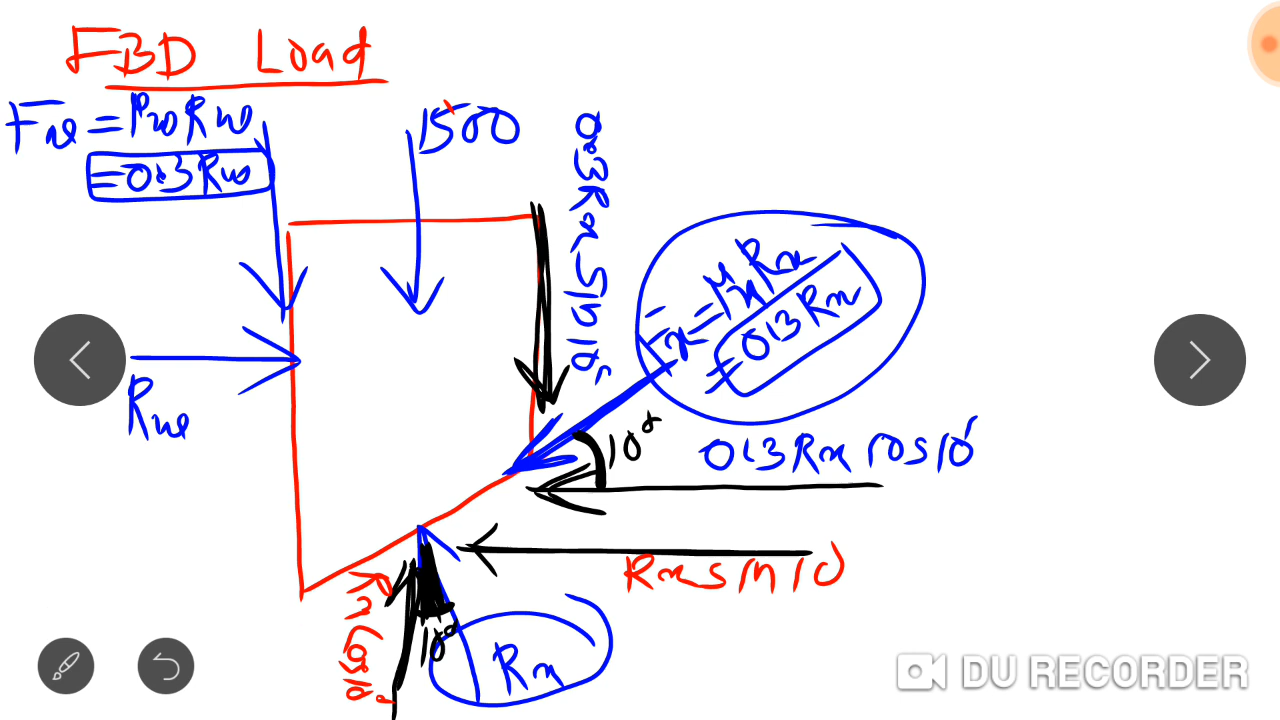 FBD Load
Fw = μw Rw
= 0.3 Rw
1500
0.3 Rx Sin 10°
Fx = μx Rx
= 0.3 Rx
Rw
10°
0.3 Rx cos 10°
Rx sin 10°
Rx Cos 10°
10°
Rx
DU RECORDER